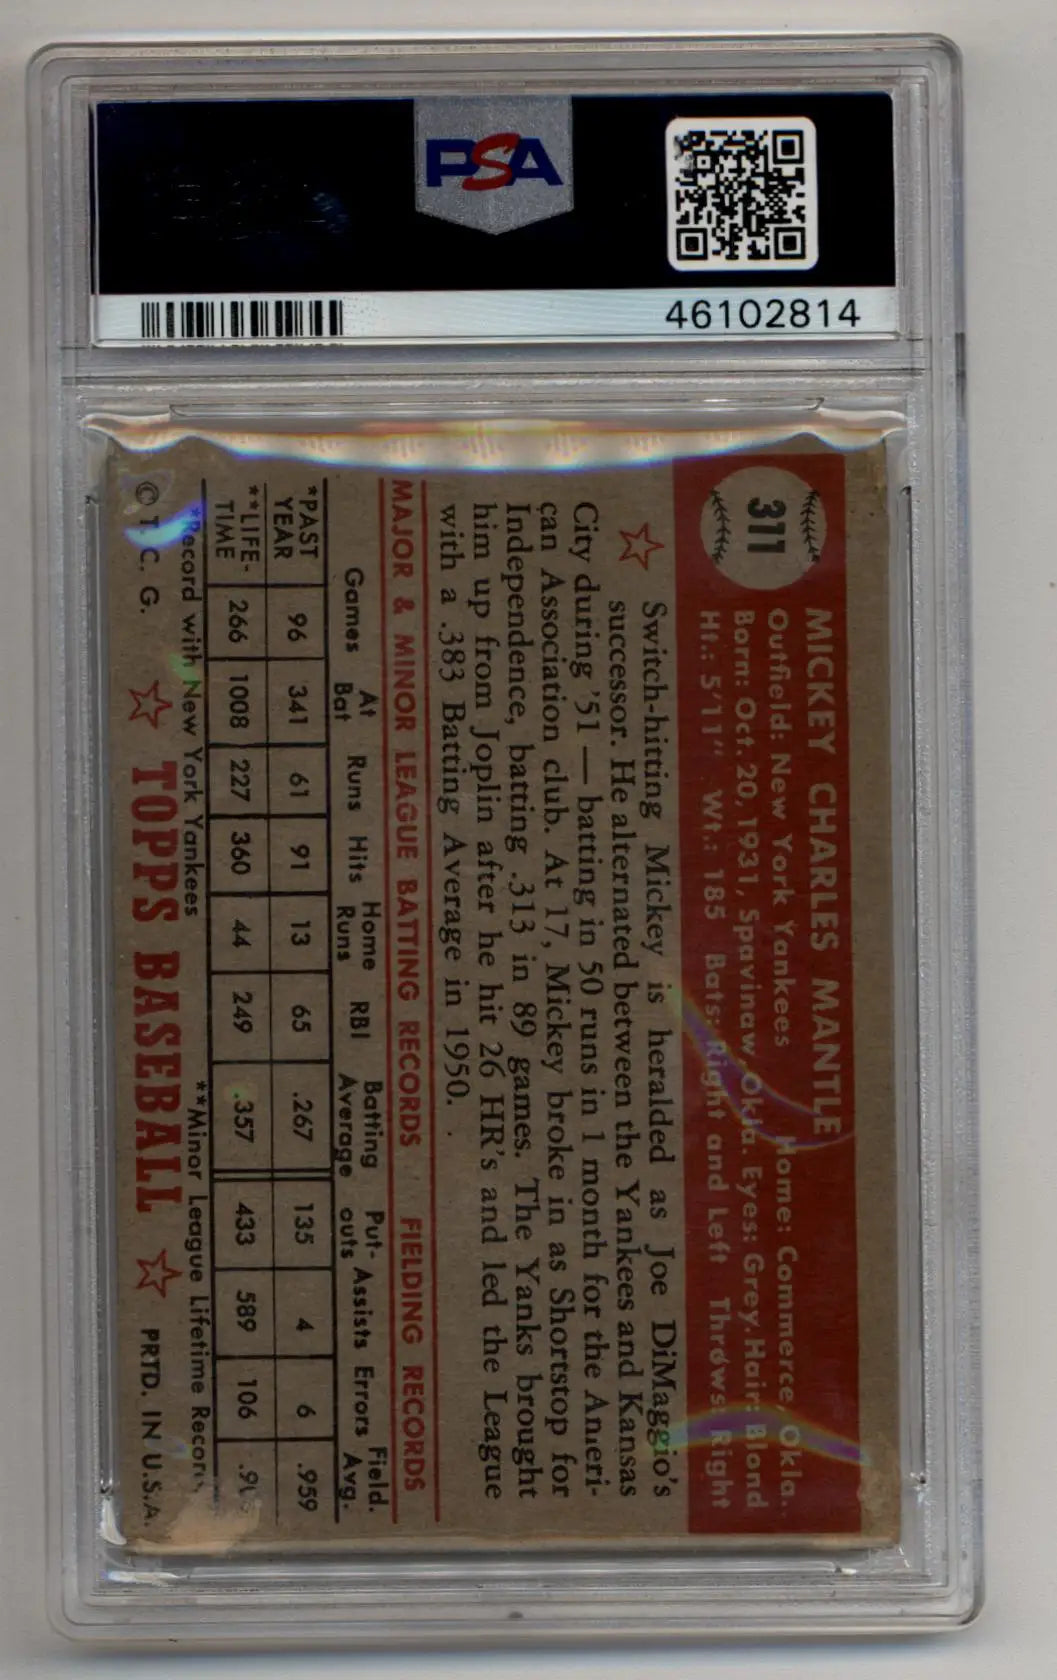 PSA
46102814
311
MICKEY CHARLES MANTLE
Outfield: New York Yankees Home: Commerce, Okla.
Born: Oct. 20, 1931, Spavinaw, Okla. Eyes: Grey. Hair: Blond
Ht.: 5'11" Wt.: 185 Bats: Right and Left Throws: Right
Switch-hitting Mickey is heralded as Joe DiMaggio's
successor. He alternated between the Yankees and Kansas
City during '51 — batting in 50 runs in 1 month for the Ameri-
can Association club. At 17, Mickey broke in as Shortstop for
Independence, batting .313 in 89 games. The Yanks brought
him up from Joplin after he hit 26 HR's and led the League
with a .383 Batting Average in 1950.
MAJOR & MINOR LEAGUE BATTING RECORDS FIELDING RECORDS
Games At Bat Runs Hits Home Runs RBI Batting Average Put-outs Assists Errors Field. Avg.
*PAST YEAR 96 341 61 91 13 65 .267 135 4 6 .959
**LIFE-TIME 266 1008 227 360 44 249 .357 433 589 106
*Record with New York Yankees **Minor League Lifetime
© T. C. G. TOPPS BASEBALL PRTD. IN U.S.A.